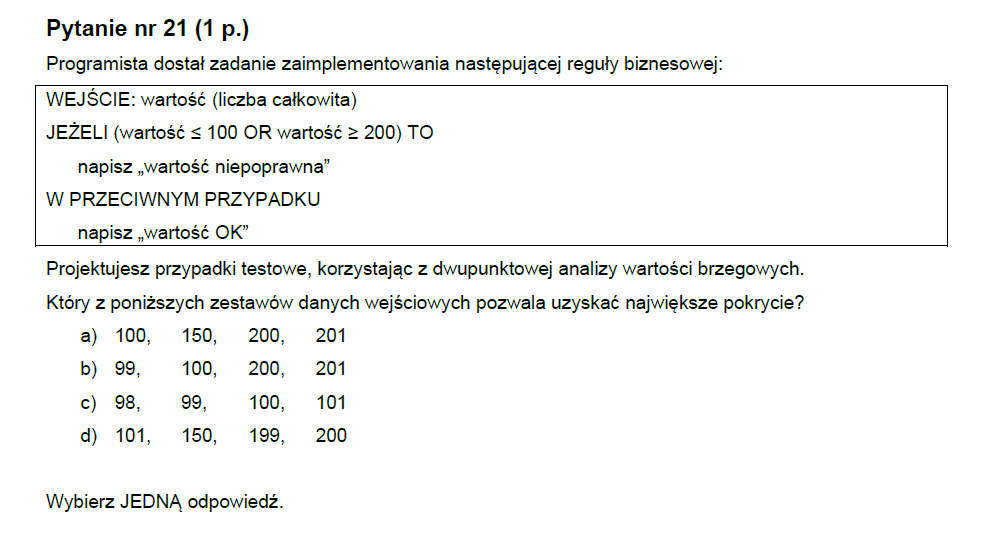 Pytanie nr 21 (1 p.)
Programista dostał zadanie zaimplementowania następującej reguły biznesowej:
WEJŚCIE: wartość (liczba całkowita)
JEŻELI (wartość ≤ 100 OR wartość ≥ 200) TO
napisz „wartość niepoprawna”
W PRZECIWNYM PRZYPADKU
napisz „wartość OK”
Projektujesz przypadki testowe, korzystając z dwupunktowej analizy wartości brzegowych.
Który z poniższych zestawów danych wejściowych pozwala uzyskać największe pokrycie?
a) 100, 150, 200, 201
b) 99, 100, 200, 201
c) 98, 99, 100, 101
d) 101, 150, 199, 200
Wybierz JEDNĄ odpowiedź.